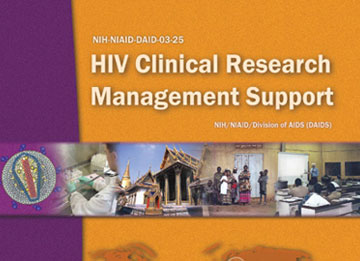 NIH-NIAID-DAID-03-25
HIV Clinical Research
Management Support
NIH/NIAID/Division of AIDS (DAIDS)